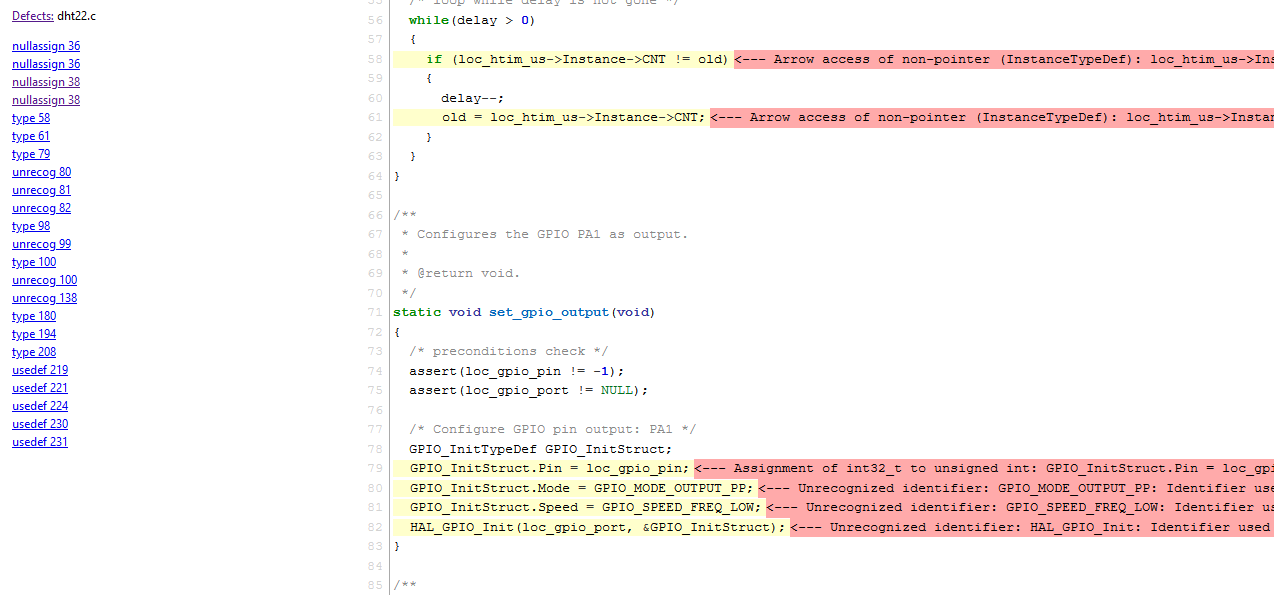 Defects: dht22.c
nullassign 36
nullassign 36
nullassign 38
nullassign 38
type 58
type 61
type 79
unrecog 80
unrecog 81
unrecog 82
type 98
unrecog 99
type 100
unrecog 100
unrecog 138
type 180
type 194
type 208
usedef 219
usedef 221
usedef 224
usedef 230
usedef 231
55 /* loop while delay is not gone */
56 while(delay > 0)
57 {
58 if (loc_htim_us->Instance->CNT != old) <--- Arrow access of non-pointer (InstanceTypeDef): loc_htim_us->Ins
59 {
60 delay--;
61 old = loc_htim_us->Instance->CNT; <--- Arrow access of non-pointer (InstanceTypeDef): loc_htim_us->Instan
62 }
63 }
64 }
65
66 /**
67 * Configures the GPIO PA1 as output.
68 *
69 * @return void.
70 */
71 static void set_gpio_output(void)
72 {
73 /* preconditions check */
74 assert(loc_gpio_pin != -1);
75 assert(loc_gpio_port != NULL);
76
77 /* Configure GPIO pin output: PA1 */
78 GPIO_InitTypeDef GPIO_InitStruct;
79 GPIO_InitStruct.Pin = loc_gpio_pin; <--- Assignment of int32_t to unsigned int: GPIO_InitStruct.Pin = loc_gpi
80 GPIO_InitStruct.Mode = GPIO_MODE_OUTPUT_PP; <--- Unrecognized identifier: GPIO_MODE_OUTPUT_PP: Identifier use
81 GPIO_InitStruct.Speed = GPIO_SPEED_FREQ_LOW; <--- Unrecognized identifier: GPIO_SPEED_FREQ_LOW: Identifier us
82 HAL_GPIO_Init(loc_gpio_port, &GPIO_InitStruct); <--- Unrecognized identifier: HAL_GPIO_Init: Identifier used
83 }
84
85 /**